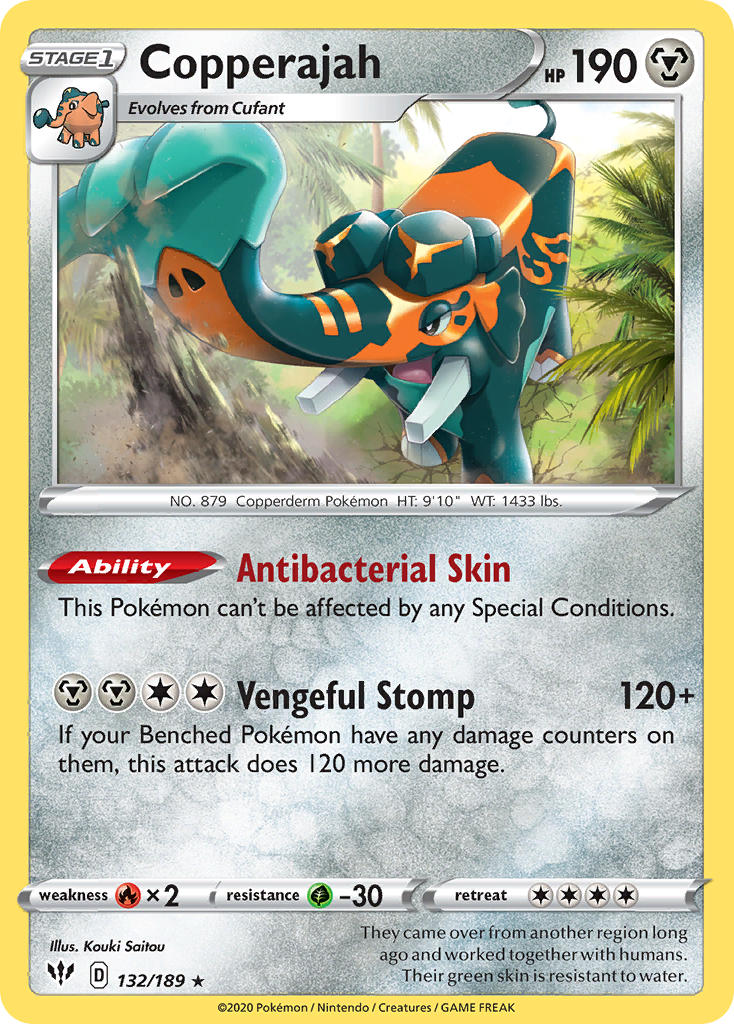 STAGE 1
Copperajah
HP 190
Evolves from Cufant
NO. 879 Copperderm Pokémon HT: 9'10" WT: 1433 lbs.
Ability Antibacterial Skin
This Pokémon can't be affected by any Special Conditions.
Vengeful Stomp 120+
If your Benched Pokémon have any damage counters on
them, this attack does 120 more damage.
weakness ×2 resistance -30 retreat
Illus. Kouki Saitou
They came over from another region long
ago and worked together with humans.
Their green skin is resistant to water.
D 132/189 ★
©2020 Pokémon / Nintendo / Creatures / GAME FREAK